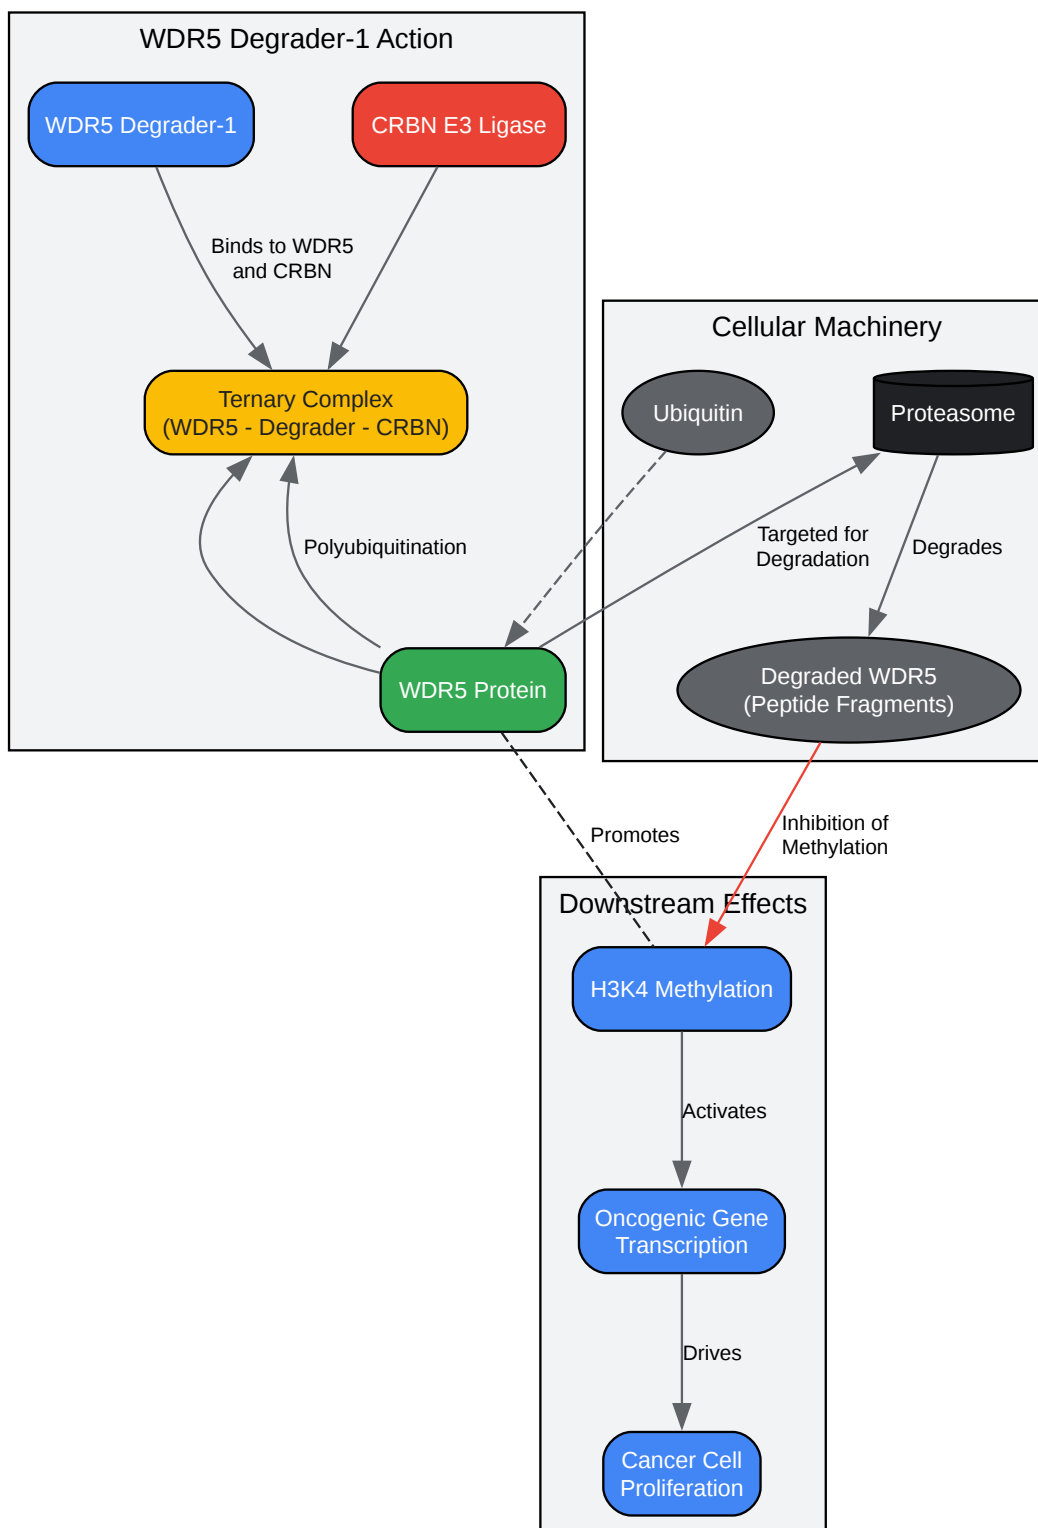 WDR5 Degrader-1 Action
WDR5 Degrader-1
CRBN E3 Ligase
Binds to WDR5
and CRBN
Ternary Complex
(WDR5 - Degrader - CRBN)
Polyubiquitination
WDR5 Protein
Cellular Machinery
Ubiquitin
Proteasome
Targeted for
Degradation
Degrades
Degraded WDR5
(Peptide Fragments)
Promotes
Inhibition of
Methylation
Downstream Effects
H3K4 Methylation
Activates
Oncogenic Gene
Transcription
Drives
Cancer Cell
Proliferation